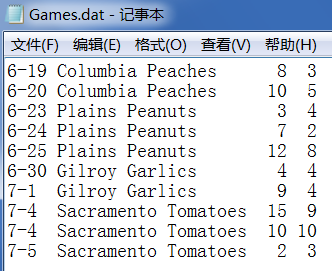 Games.dat - 记事本
文件(F) 编辑(E) 格式(O) 查看(V) 帮助(H)
6-19 Columbia Peaches      8  3
6-20 Columbia Peaches     10  5
6-23 Plains Peanuts        3  4
6-24 Plains Peanuts        7  2
6-25 Plains Peanuts       12  8
6-30 Gilroy Garlics        4  4
7-1  Gilroy Garlics        9  4
7-4  Sacramento Tomatoes  15  9
7-4  Sacramento Tomatoes  10 10
7-5  Sacramento Tomatoes   2  3